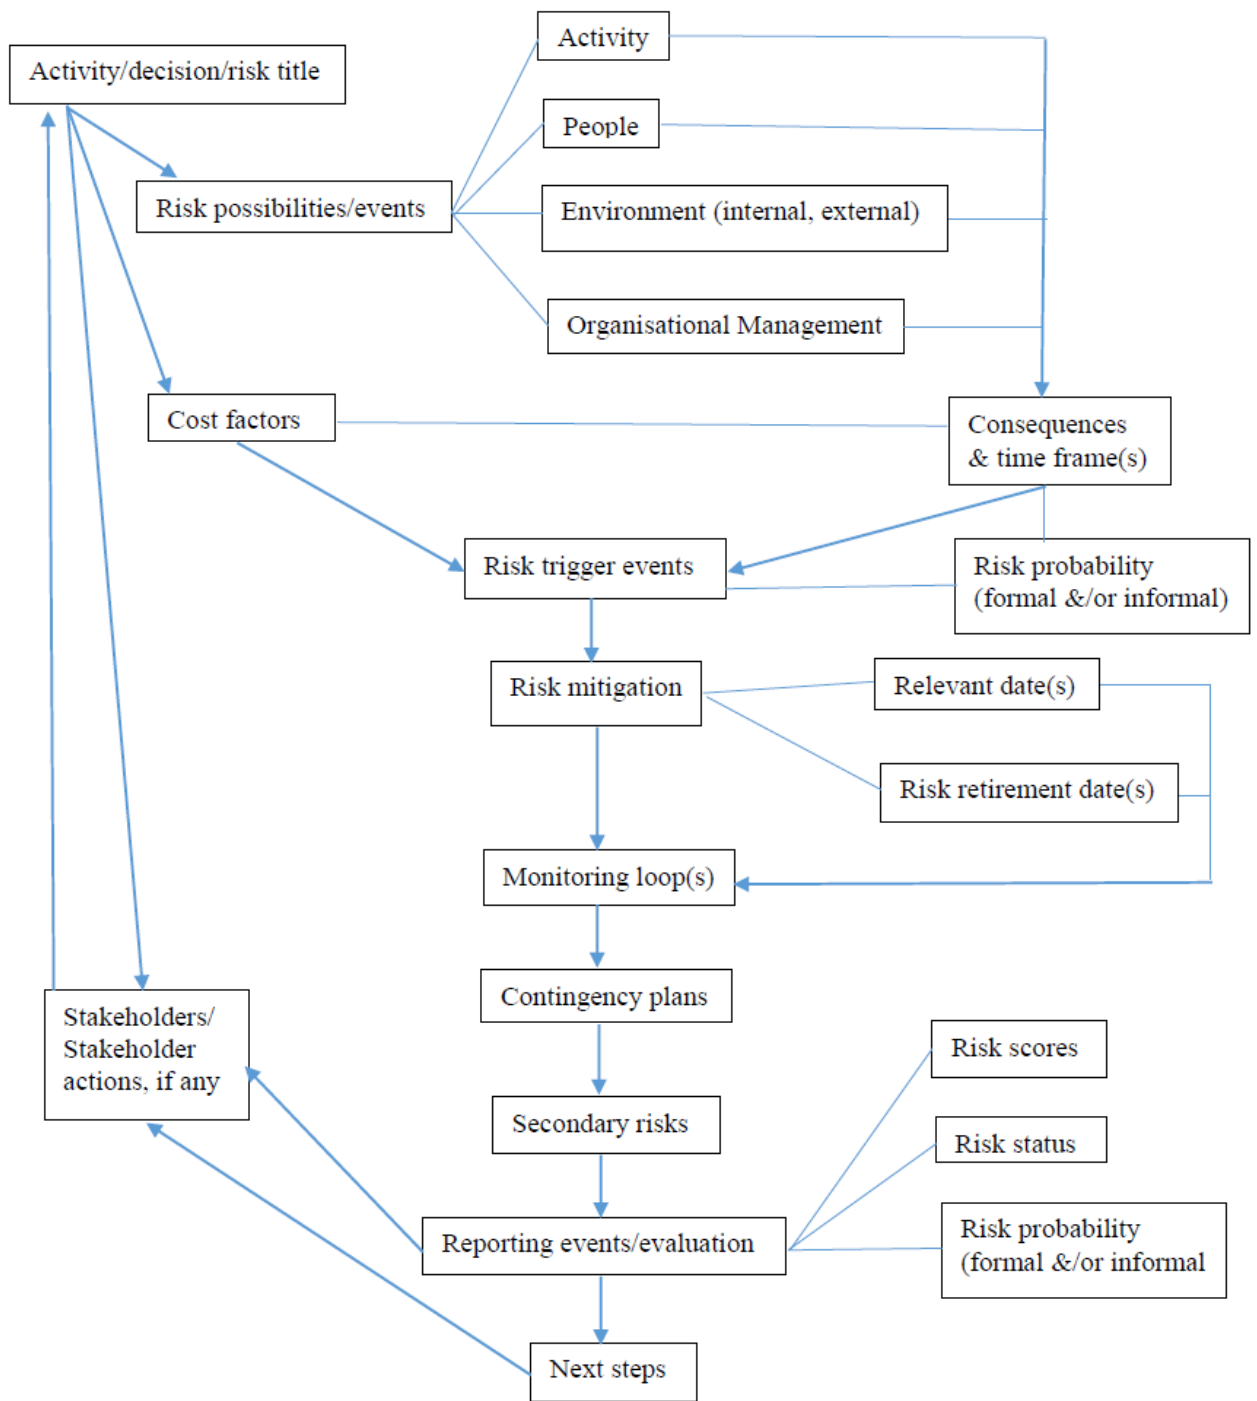 Activity
Activity/decision/risk title
People
Risk possibilities/events
Environment (internal, external)
Organisational Management
Cost factors
Consequences
& time frame(s)
Risk trigger events
Risk probability
(formal &/or informal)
Risk mitigation
Relevant date(s)
Risk retirement date(s)
Monitoring loop(s)
Contingency plans
Stakeholders/
Stakeholder
actions, if any
Risk scores
Secondary risks
Risk status
Reporting events/evaluation
Risk probability
(formal &/or informal
Next steps